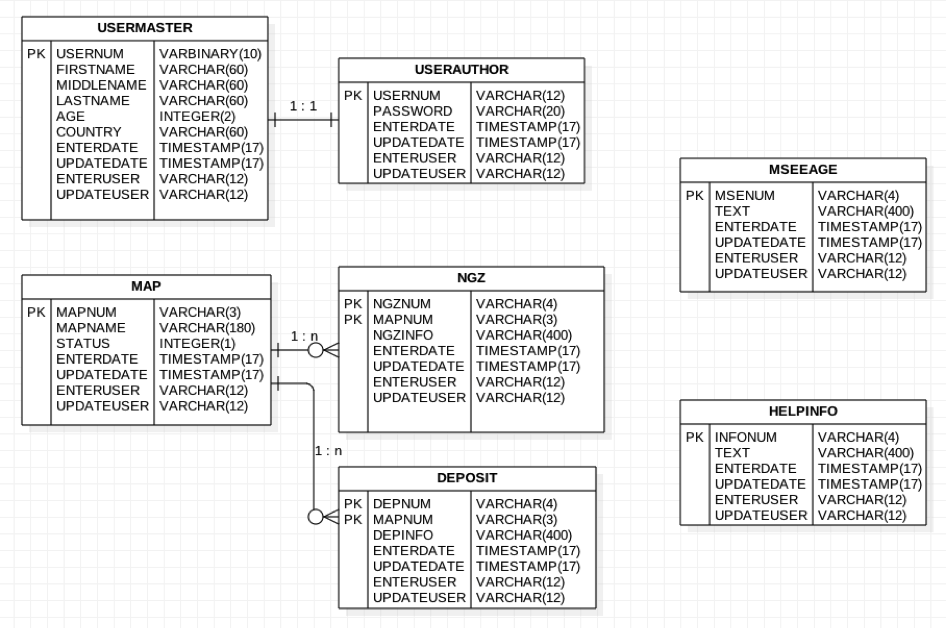 USERMASTER
PK USERNUM VARBINARY(10)
FIRSTNAME VARCHAR(60)
MIDDLENAME VARCHAR(60)
LASTNAME VARCHAR(60)
AGE INTEGER(2)
COUNTRY VARCHAR(60)
ENTERDATE TIMESTAMP(17)
UPDATEDATE TIMESTAMP(17)
ENTERUSER VARCHAR(12)
UPDATEUSER VARCHAR(12)
1 : 1
USERAUTHOR
PK USERNUM VARCHAR(12)
PASSWORD VARCHAR(20)
ENTERDATE TIMESTAMP(17)
UPDATEDATE TIMESTAMP(17)
ENTERUSER VARCHAR(12)
UPDATEUSER VARCHAR(12)
MSEEAGE
PK MSENUM VARCHAR(4)
TEXT VARCHAR(400)
ENTERDATE TIMESTAMP(17)
UPDATEDATE TIMESTAMP(17)
ENTERUSER VARCHAR(12)
UPDATEUSER VARCHAR(12)
MAP
PK MAPNUM VARCHAR(3)
MAPNAME VARCHAR(180)
STATUS INTEGER(1)
ENTERDATE TIMESTAMP(17)
UPDATEDATE TIMESTAMP(17)
ENTERUSER VARCHAR(12)
UPDATEUSER VARCHAR(12)
1 : n
NGZ
PK NGZNUM VARCHAR(4)
PK MAPNUM VARCHAR(3)
NGZINFO VARCHAR(400)
ENTERDATE TIMESTAMP(17)
UPDATEDATE TIMESTAMP(17)
ENTERUSER VARCHAR(12)
UPDATEUSER VARCHAR(12)
1 : n
DEPOSIT
PK DEPNUM VARCHAR(4)
PK MAPNUM VARCHAR(3)
DEPINFO VARCHAR(400)
ENTERDATE TIMESTAMP(17)
UPDATEDATE TIMESTAMP(17)
ENTERUSER VARCHAR(12)
UPDATEUSER VARCHAR(12)
HELPINFO
PK INFONUM VARCHAR(4)
TEXT VARCHAR(400)
ENTERDATE TIMESTAMP(17)
UPDATEDATE TIMESTAMP(17)
ENTERUSER VARCHAR(12)
UPDATEUSER VARCHAR(12)